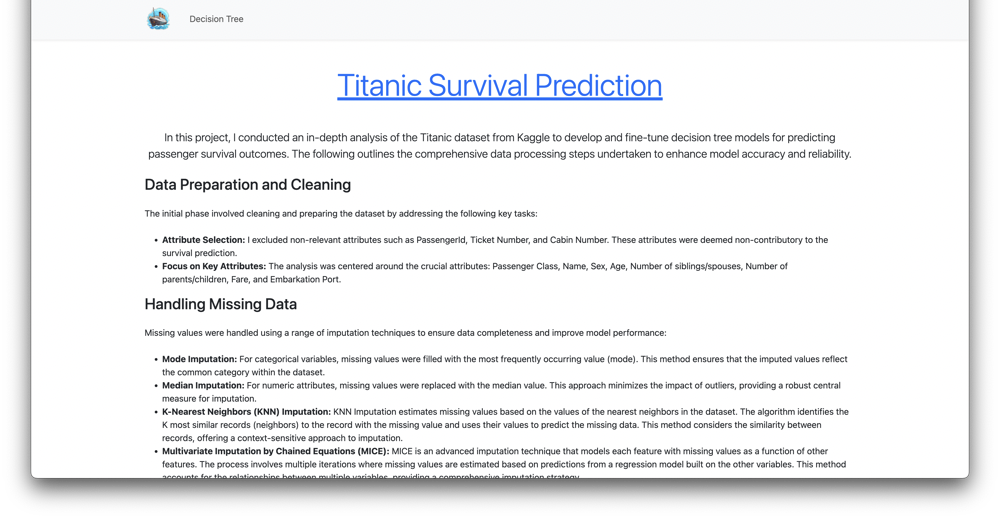 Decision Tree
Titanic Survival Prediction
In this project, I conducted an in-depth analysis of the Titanic dataset from Kaggle to develop and fine-tune decision tree models for predicting
passenger survival outcomes. The following outlines the comprehensive data processing steps undertaken to enhance model accuracy and reliability.
Data Preparation and Cleaning
The initial phase involved cleaning and preparing the dataset by addressing the following key tasks:
• Attribute Selection: I excluded non-relevant attributes such as PassengerId, Ticket Number, and Cabin Number. These attributes were deemed non-contributory to the
survival prediction.
• Focus on Key Attributes: The analysis was centered around the crucial attributes: Passenger Class, Name, Sex, Age, Number of siblings/spouses, Number of
parents/children, Fare, and Embarkation Port.
Handling Missing Data
Missing values were handled using a range of imputation techniques to ensure data completeness and improve model performance:
• Mode Imputation: For categorical variables, missing values were filled with the most frequently occurring value (mode). This method ensures that the imputed values reflect
the common category within the dataset.
• Median Imputation: For numeric attributes, missing values were replaced with the median value. This approach minimizes the impact of outliers, providing a robust central
measure for imputation.
• K-Nearest Neighbors (KNN) Imputation: KNN Imputation estimates missing values based on the values of the nearest neighbors in the dataset. The algorithm identifies the
K most similar records (neighbors) to the record with the missing value and uses their values to predict the missing data. This method considers the similarity between
records, offering a context-sensitive approach to imputation.
• Multivariate Imputation by Chained Equations (MICE): MICE is an advanced imputation technique that models each feature with missing values as a function of other
features. The process involves multiple iterations where missing values are estimated based on predictions from a regression model built on the other variables. This method
accounts for the relationships between multiple variables, providing a comprehensive imputation strategy.